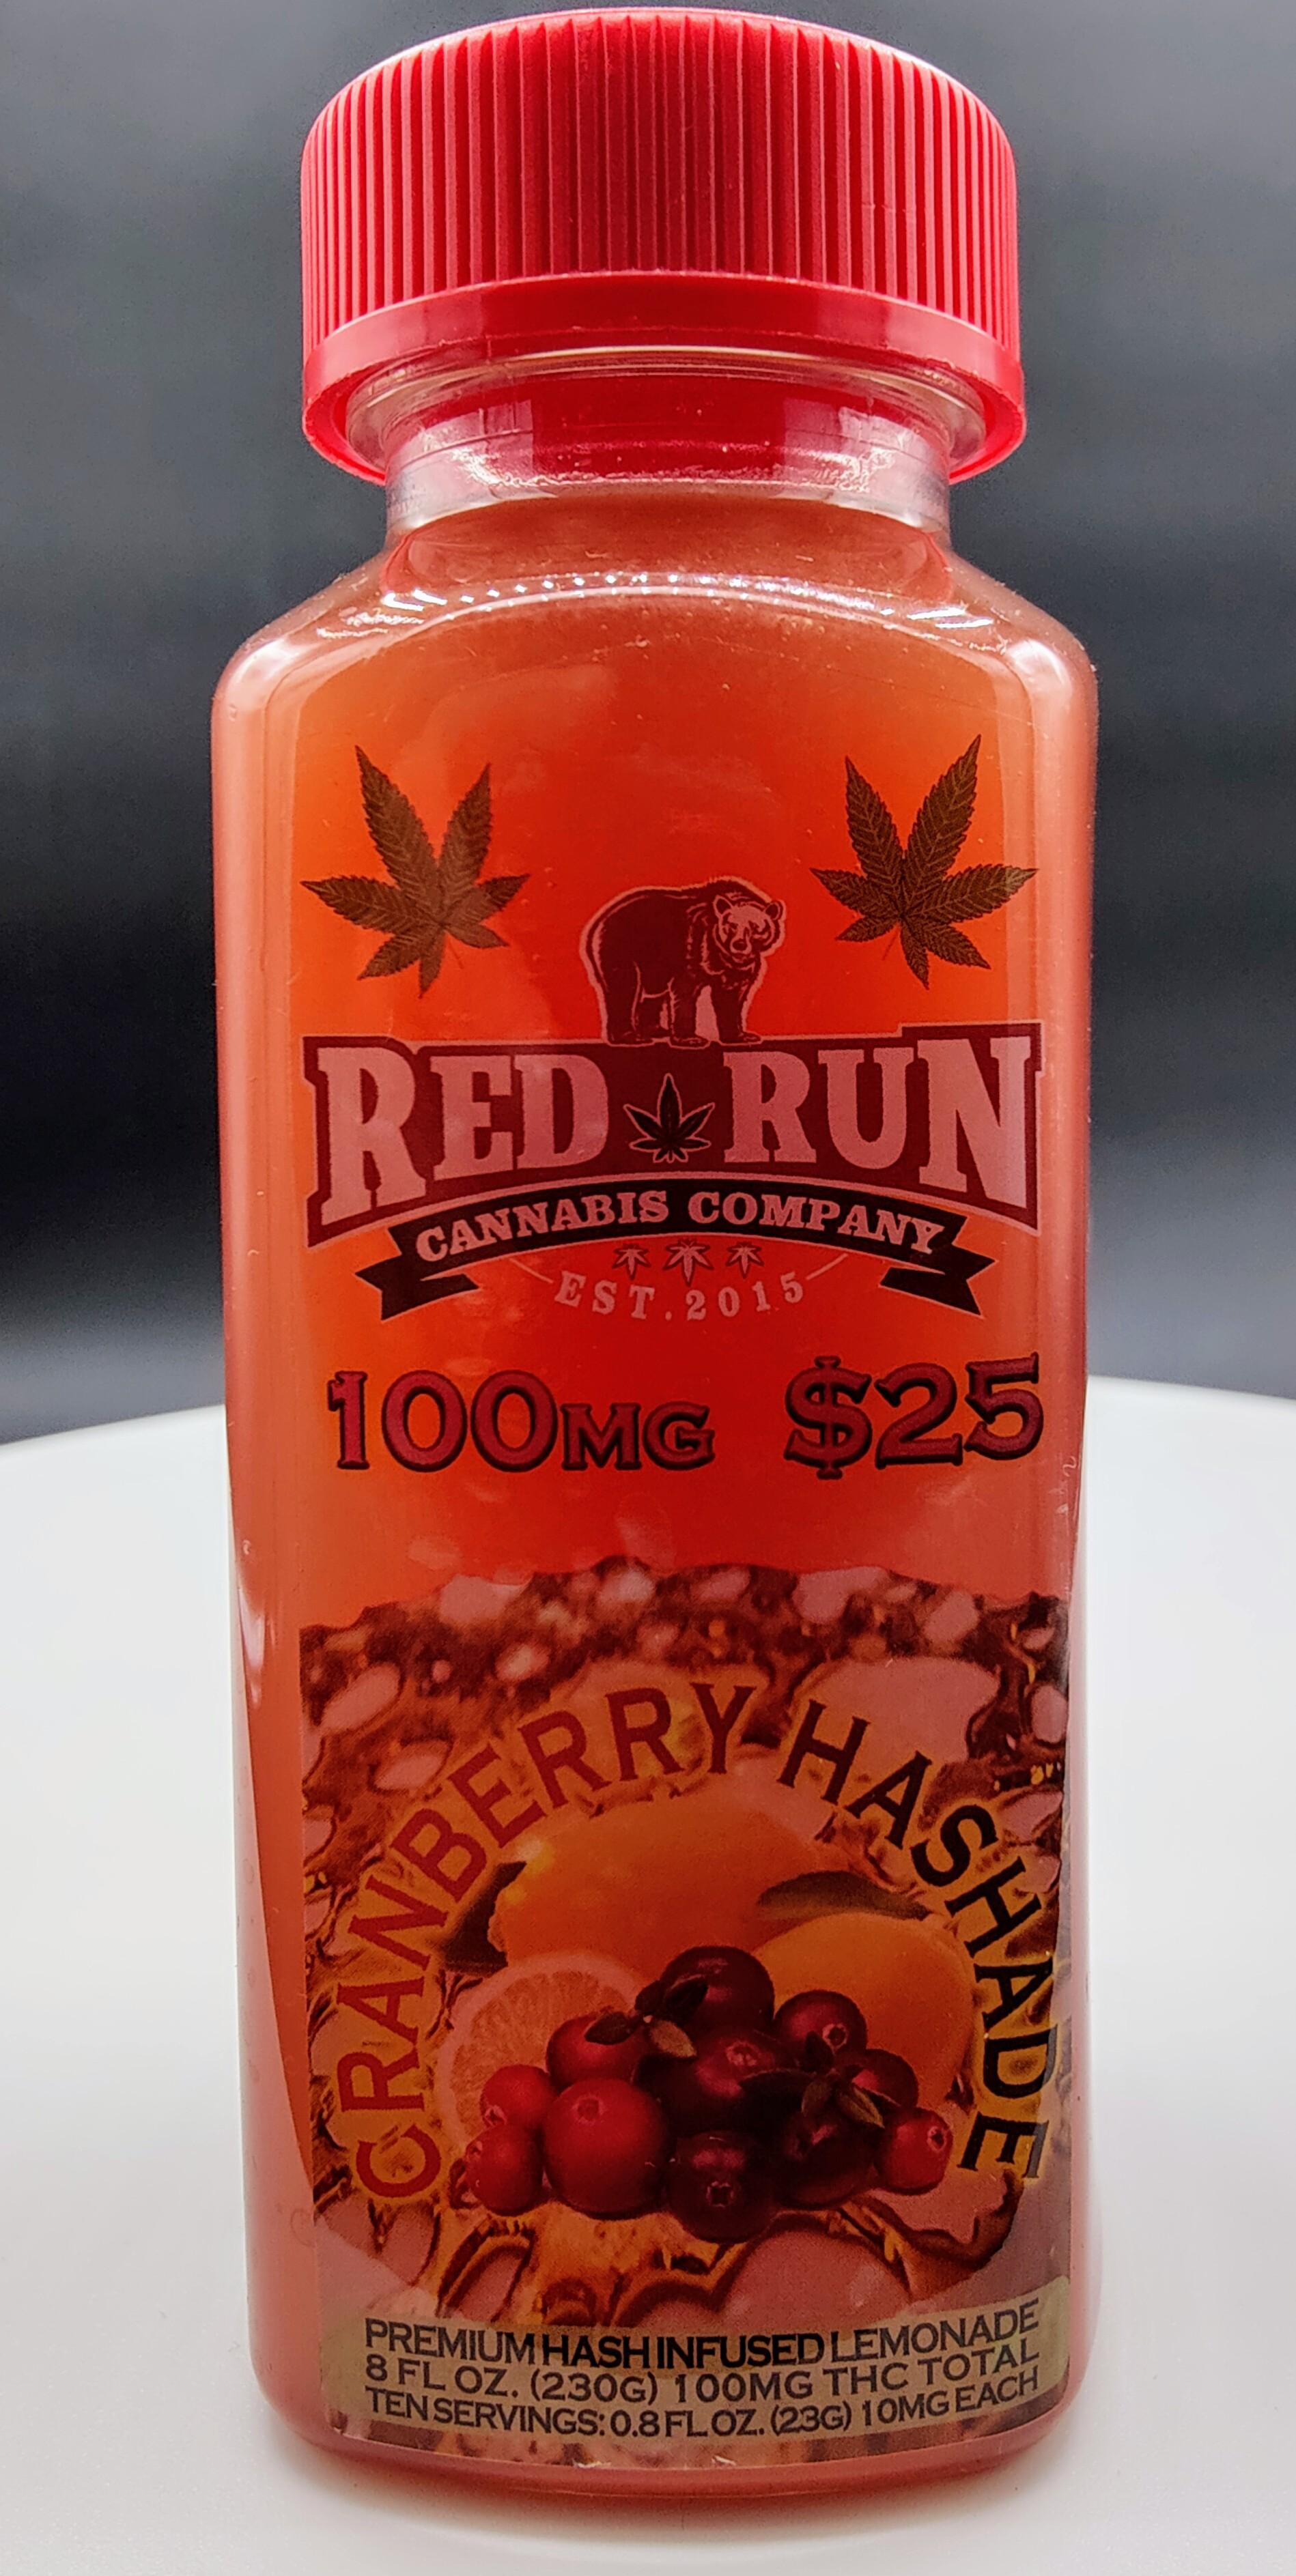 RED RUN
CANNABIS COMPANY
EST. 2015
100MG $25
CRANBERRY HASHADE
PREMIUM HASH INFUSED LEMONADE
8 FL OZ. (230G) 100MG THC TOTAL
TEN SERVINGS: 0.8 FL OZ. (23G) 10MG EACH